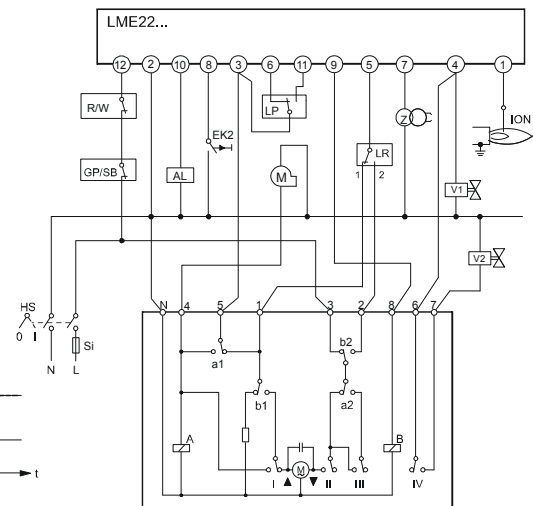 LME22...
12 2 10 8 3 6 11 9 5 7 4 1
R/W
LP
Z
ION
EK2
GP/SB
AL
M
LR
1 2
V1
V2
HS
0 I
Si
N L
N 4 5 1 3 2 8 6 7
a1
b2
b1
a2
A
B
M
I II III IV
t